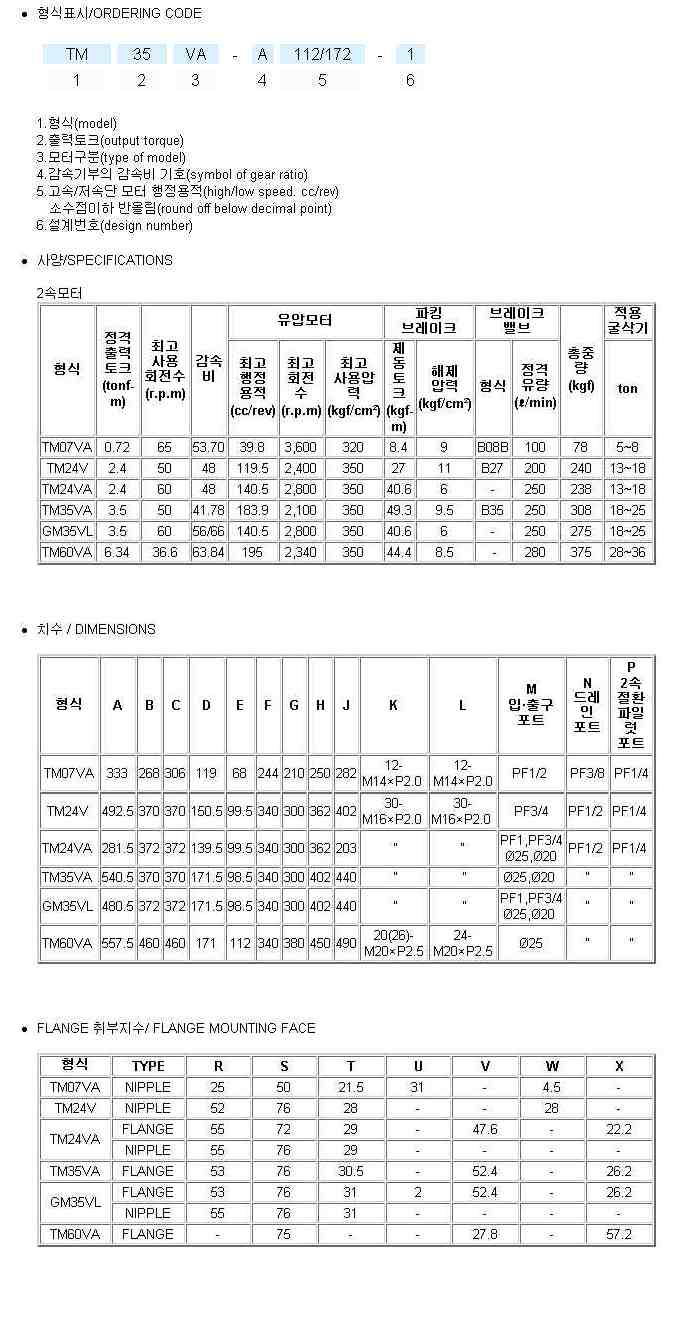 형식표시/ORDERING CODE
TM 35 VA - A 112/172 - 1
1 2 3 4 5 6
1.형식(model)
2.출력토크(output torque)
3.모터구분(type of model)
4.감속기부의 감속비 기호(symbol of gear ratio)
5.고속/저속단 모터 행정용적(high/low speed. cc/rev)
소수점이하 반올림(round off below decimal point)
6.설계번호(design number)
사양/SPECIFICATIONS
2속모터
형식 정격 출력 토크 (tonf-m) 최고 사용 회전수 (r.p.m) 감속비 유압모터 파킹 브레이크 브레이크 밸브 총중량 (kgf) 적용 굴삭기
최고 행정 용적 (cc/rev) 최고 회전 수 (r.p.m) 최고 사용압력 (kgf/cm²) 제동토크 (kgf-m) 해제 압력 (kgf/cm²) 형식 정격 유량 (ℓ/min) ton
TM07VA 0.72 65 53.70 39.8 3,600 320 8.4 9 B08B 100 78 5~8
TM24V 2.4 50 48 119.5 2,400 350 27 11 B27 200 240 13~18
TM24VA 2.4 60 48 140.5 2,800 350 40.6 6 - 250 238 13~18
TM35VA 3.5 50 41.78 183.9 2,100 350 49.3 9.5 B35 250 308 18~25
GM35VL 3.5 60 56/66 140.5 2,800 350 40.6 6 - 250 275 18~25
TM60VA 6.34 36.6 63.84 195 2,340 350 44.4 8.5 - 280 375 28~36
치수 / DIMENSIONS
형식 A B C D E F G H J K L M 입·출구 포트 N 드레인 포트 P 2속 절환 파일럿 포트
TM07VA 333 268 306 119 68 244 210 250 282 12-M14×P2.0 12-M14×P2.0 PF1/2 PF3/8 PF1/4
TM24V 492.5 370 370 150.5 99.5 340 300 362 402 30-M16×P2.0 30-M16×P2.0 PF3/4 PF1/2 PF1/4
TM24VA 281.5 372 372 139.5 99.5 340 300 362 203 " " PF1,PF3/4 Ø25,Ø20 PF1/2 PF1/4
TM35VA 540.5 370 370 171.5 98.5 340 300 402 440 " " Ø25,Ø20 " "
GM35VL 480.5 372 372 171.5 98.5 340 300 402 440 " " PF1,PF3/4 Ø25,Ø20 " "
TM60VA 557.5 460 460 171 112 340 380 450 490 20(26)-M20×P2.5 24-M20×P2.5 Ø25 " "
FLANGE 취부지수/ FLANGE MOUNTING FACE
형식 TYPE R S T U V W X
TM07VA NIPPLE 25 50 21.5 31 - 4.5 -
TM24V NIPPLE 52 76 28 - - 28 -
TM24VA FLANGE 55 72 29 - 47.6 - 22.2
NIPPLE 55 76 29 - - - -
TM35VA FLANGE 53 76 30.5 - 52.4 - 26.2
GM35VL FLANGE 53 76 31 2 52.4 - 26.2
NIPPLE 55 76 31 - - - -
TM60VA FLANGE - 75 - - 27.8 - 57.2